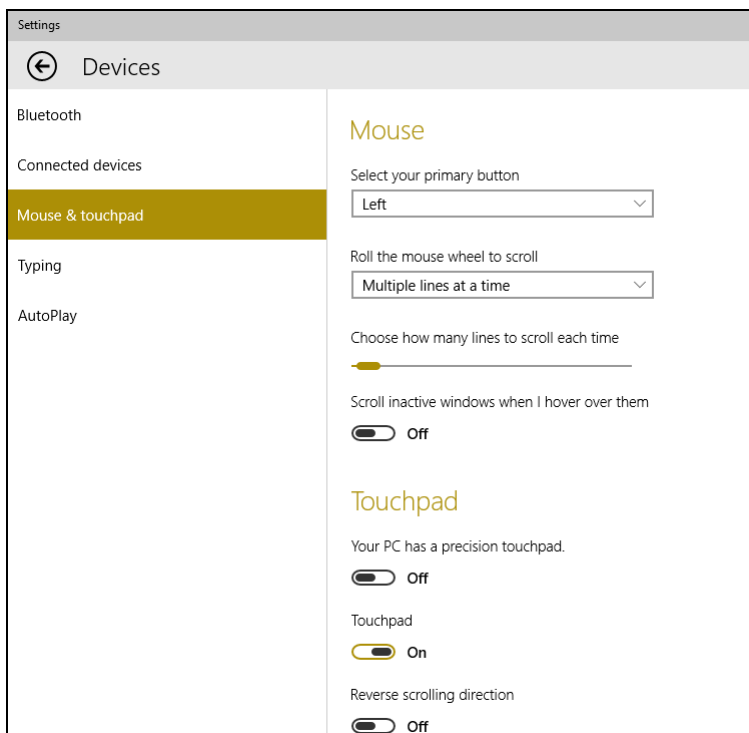 Settings
Devices
Bluetooth
Connected devices
Mouse & touchpad
Typing
AutoPlay
Mouse
Select your primary button
Left
Roll the mouse wheel to scroll
Multiple lines at a time
Choose how many lines to scroll each time
Scroll inactive windows when I hover over them
Off
Touchpad
Your PC has a precision touchpad.
Off
Touchpad
On
Reverse scrolling direction
Off